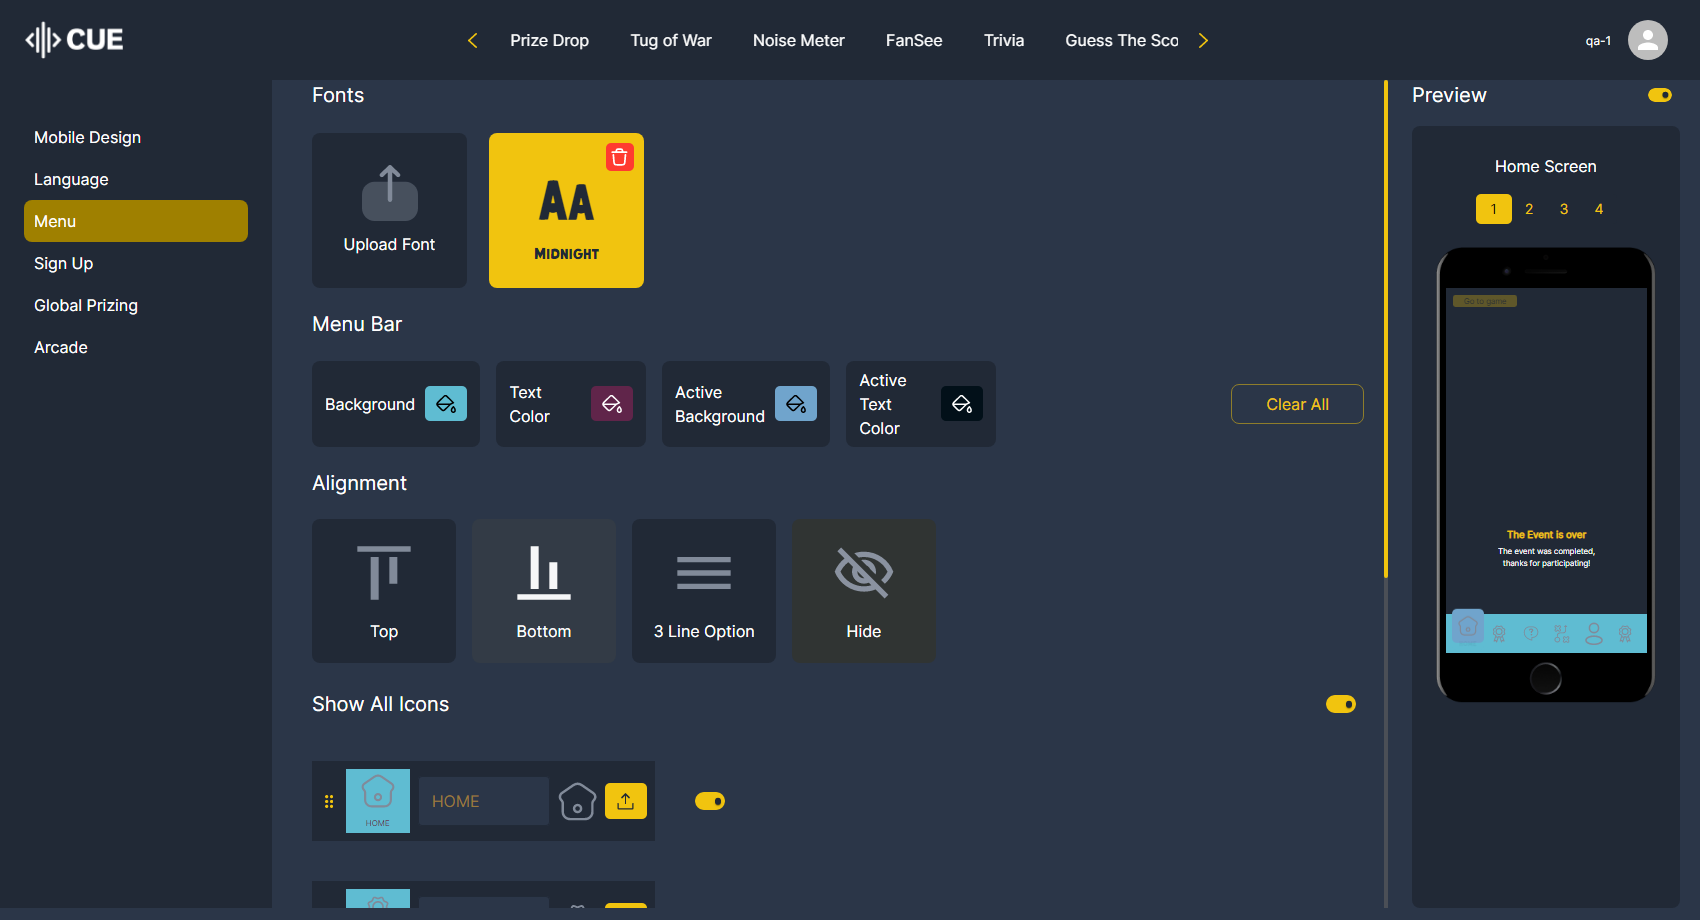 CUE
Prize Drop
Tug of War
Noise Meter
FanSee
Trivia
Guess The Sco
qa-1
Mobile Design
Language
Menu
Sign Up
Global Prizing
Arcade
Fonts
Upload Font
AA
MIDNIGHT
Menu Bar
Background
Text
Color
Active
Background
Active
Text
Color
Clear All
Alignment
Top
Bottom
3 Line Option
Hide
Show All Icons
HOME
HOME
Preview
Home Screen
1 2 3 4
Go to game
The Event is over
The event was completed,
thanks for participating!